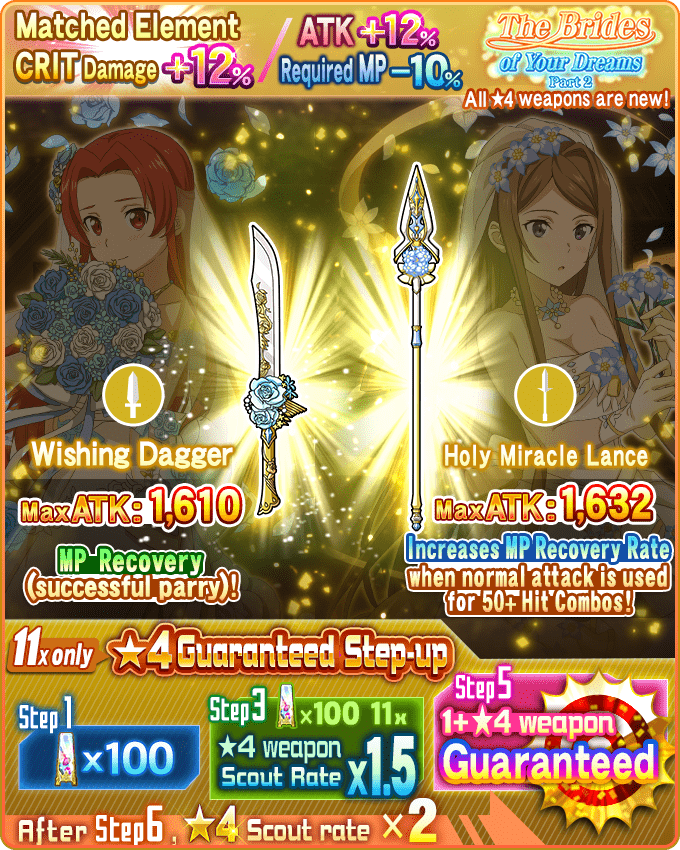 Matched Element
CRIT Damage +12%
ATK +12%
Required MP -10%
The Brides
of Your Dreams
Part 2
All ★4 weapons are new!
Wishing Dagger
Max ATK: 1,610
MP Recovery
(successful parry)!
Holy Miracle Lance
Max ATK: 1,632
Increases MP Recovery Rate
when normal attack is used
for 50+ Hit Combos!
11x only ★4 Guaranteed Step-up
Step 1
×100
Step 3 ×100 11x
★4 weapon
Scout Rate ×1.5
Step 5
1+ ★4 weapon
Guaranteed
After Step 6, ★4 Scout rate ×2